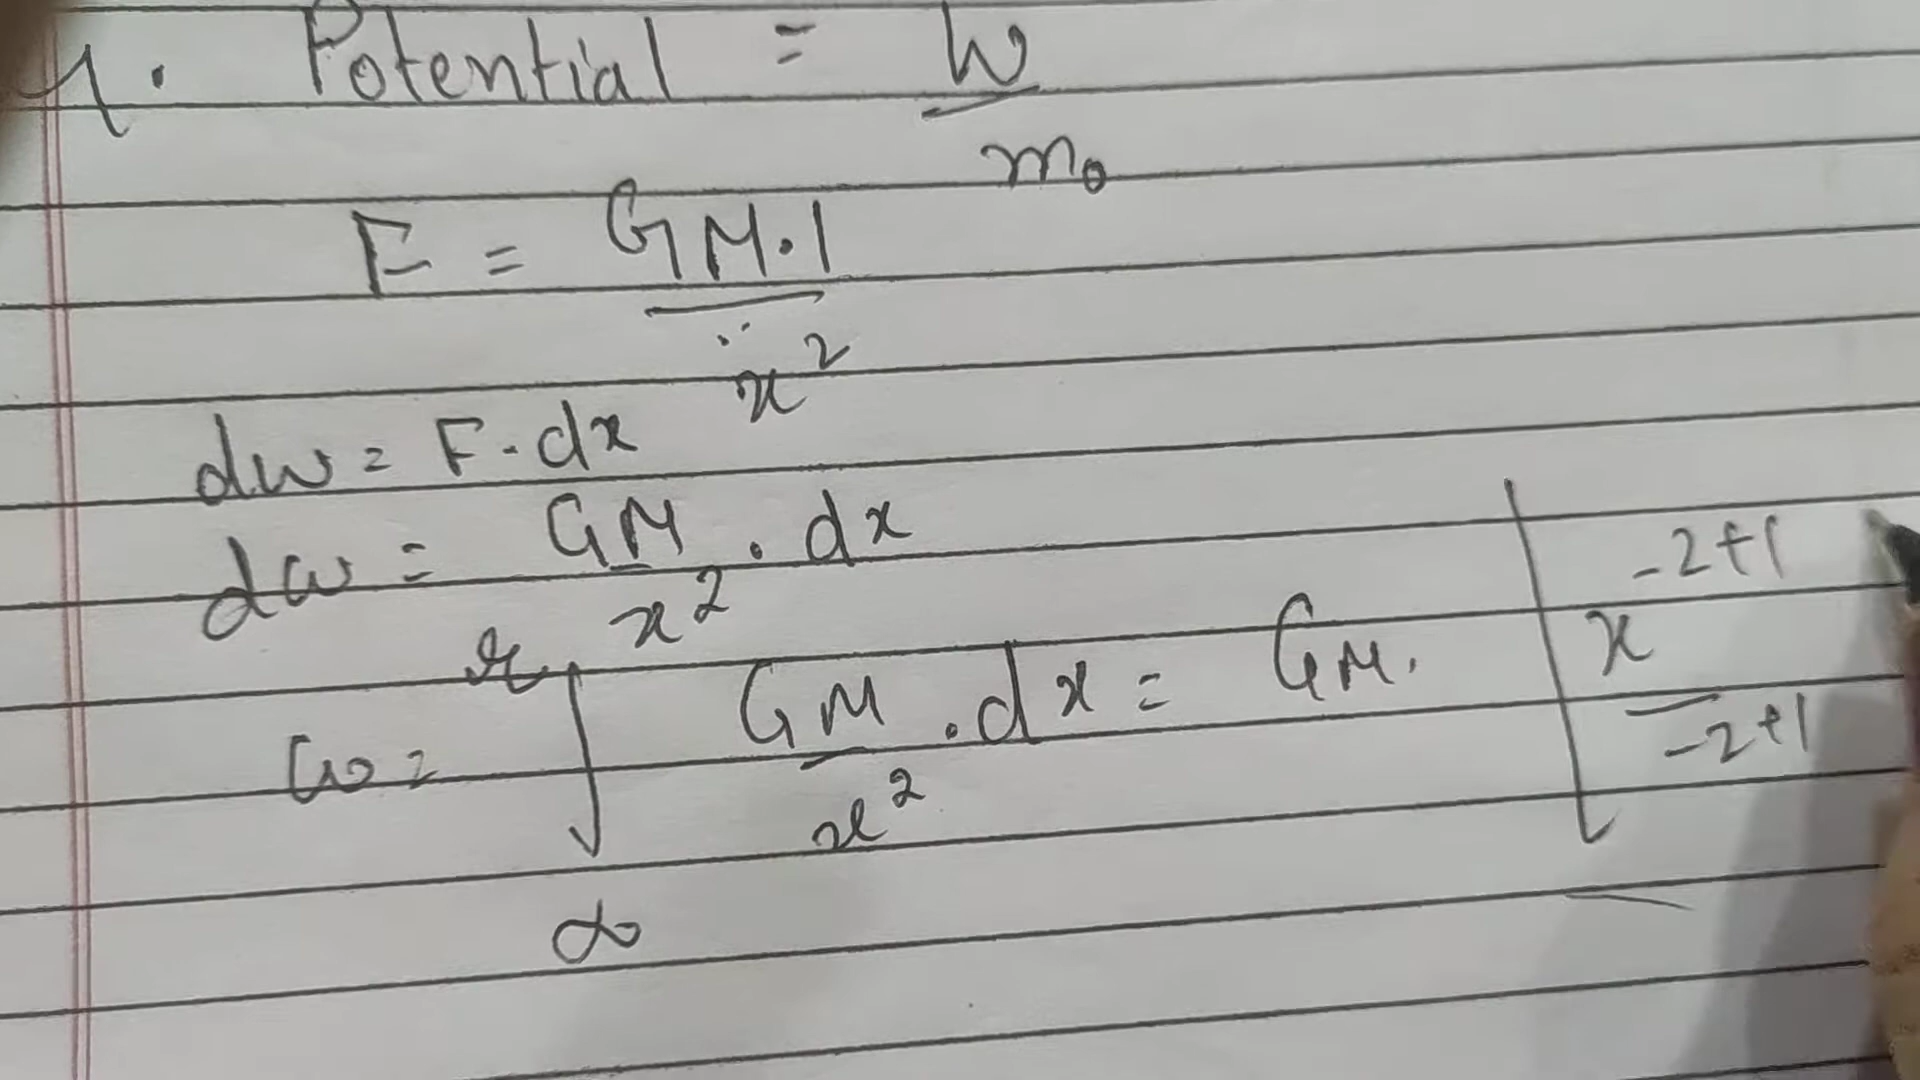 1. Potential = W
m₀
F = GM.1
x²
dw = F.dx
dw = GM/x² . dx
w = ∫ r ∞ GM/x² .dx = GM. [x -2+1 / -2+1